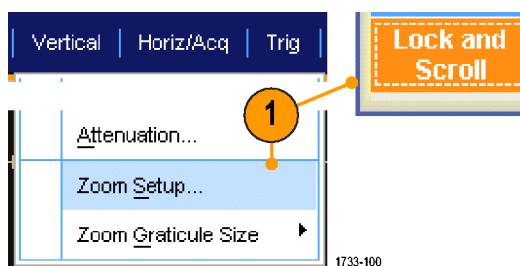 Vertical | Horiz/Acq | Trig |
Lock and
Scroll
1
Attenuation...
Zoom Setup...
Zoom Graticule Size
1733-100